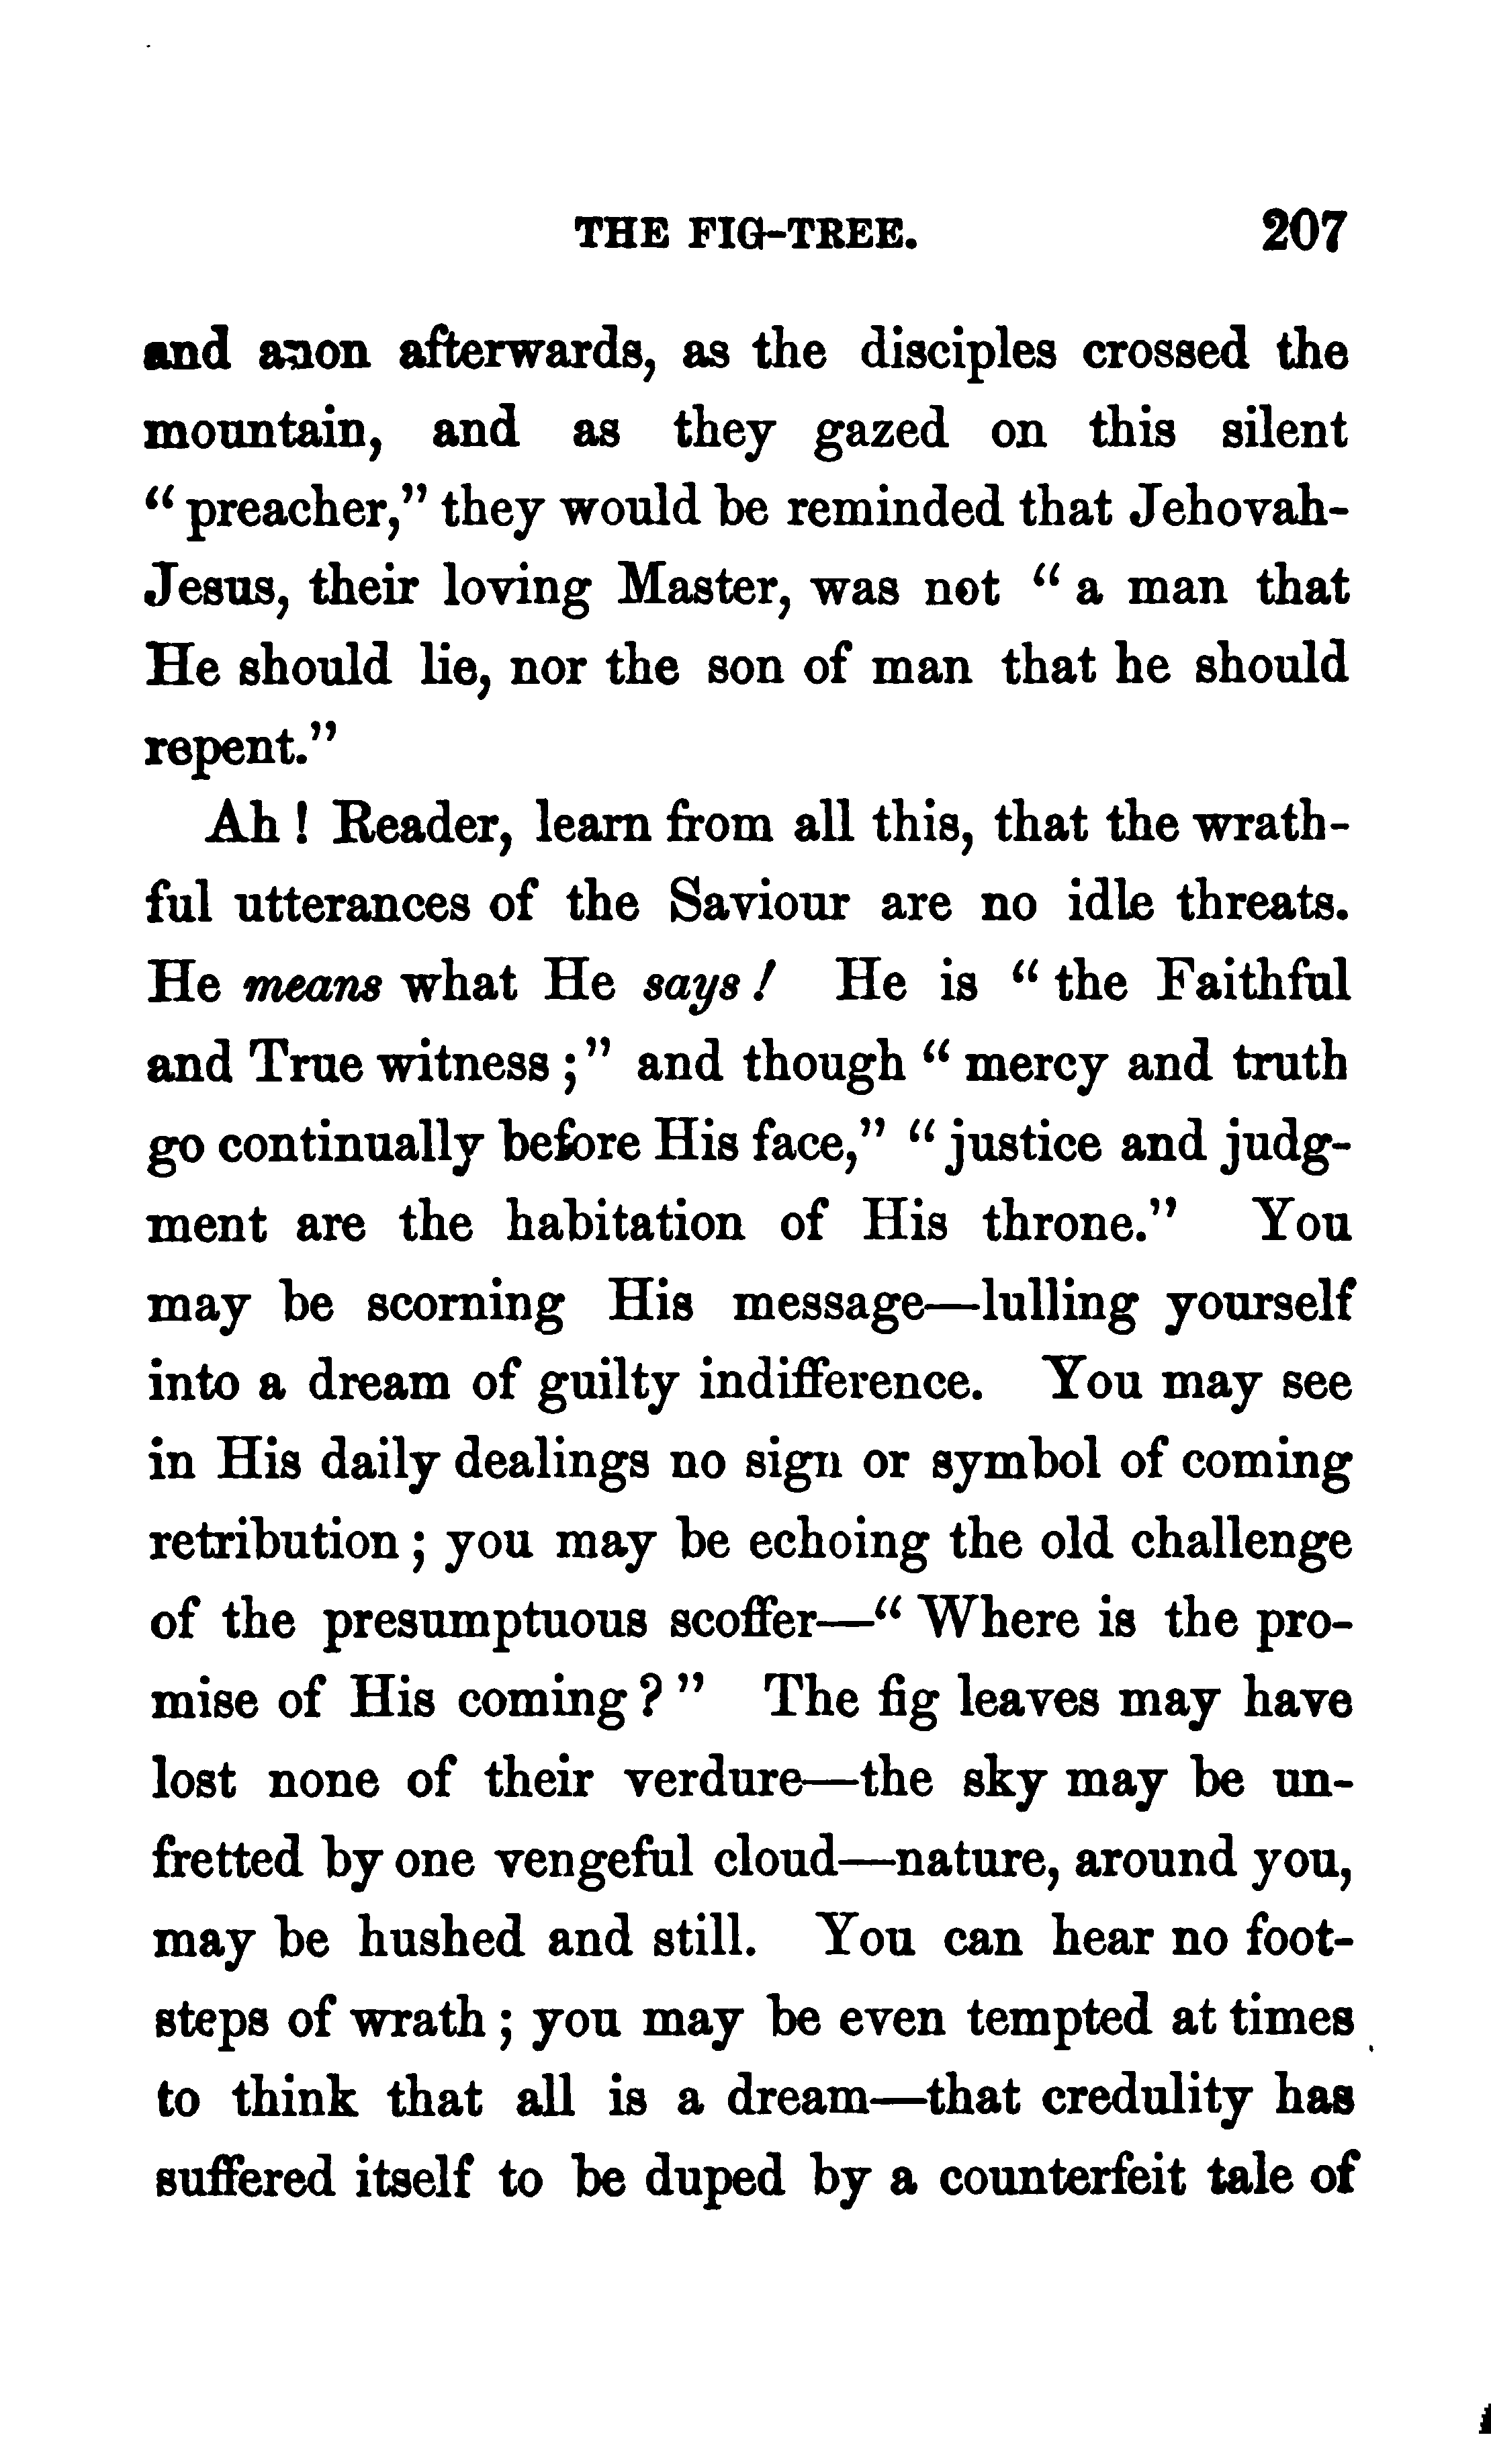 THE FIG-TREE. 207
and anon afterwards, as the disciples crossed the
mountain, and as they gazed on this silent
“ preacher,” they would be reminded that Jehovah-
Jesus, their loving Master, was not “ a man that
He should lie, nor the son of man that he should
repent.”
Ah ! Reader, learn from all this, that the wrath-
ful utterances of the Saviour are no idle threats.
He means what He says ! He is “ the Faithful
and True witness ;” and though “ mercy and truth
go continually before His face,” “ justice and judg-
ment are the habitation of His throne.” You
may be scorning His message—lulling yourself
into a dream of guilty indifference. You may see
in His daily dealings no sign or symbol of coming
retribution ; you may be echoing the old challenge
of the presumptuous scoffer—“ Where is the pro-
mise of His coming ? ” The fig leaves may have
lost none of their verdure—the sky may be un-
fretted by one vengeful cloud—nature, around you,
may be hushed and still. You can hear no foot-
steps of wrath ; you may be even tempted at times
to think that all is a dream—that credulity has
suffered itself to be duped by a counterfeit tale of